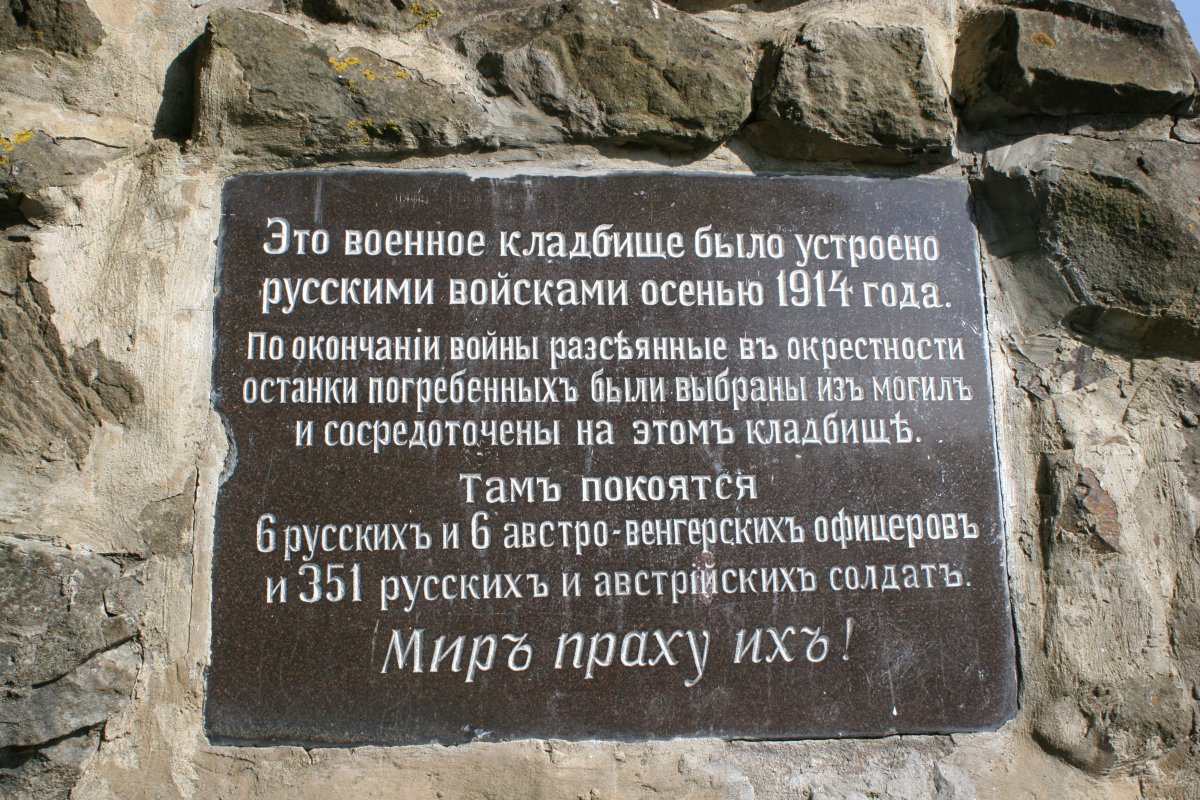 Это военное кладбище было устроено
русскими войсками осенью 1914 года.
По окончанiи войны разсѣянные въ окрестности
останки погребенныхъ были выбраны изъ могилъ
и сосредоточены на этомъ кладбищѣ.
Тамъ покоятся
6 русскихъ и 6 австро-венгерскихъ офицеровъ
и 351 русскихъ и австрiйскихъ солдатъ.
Миръ праху ихъ!